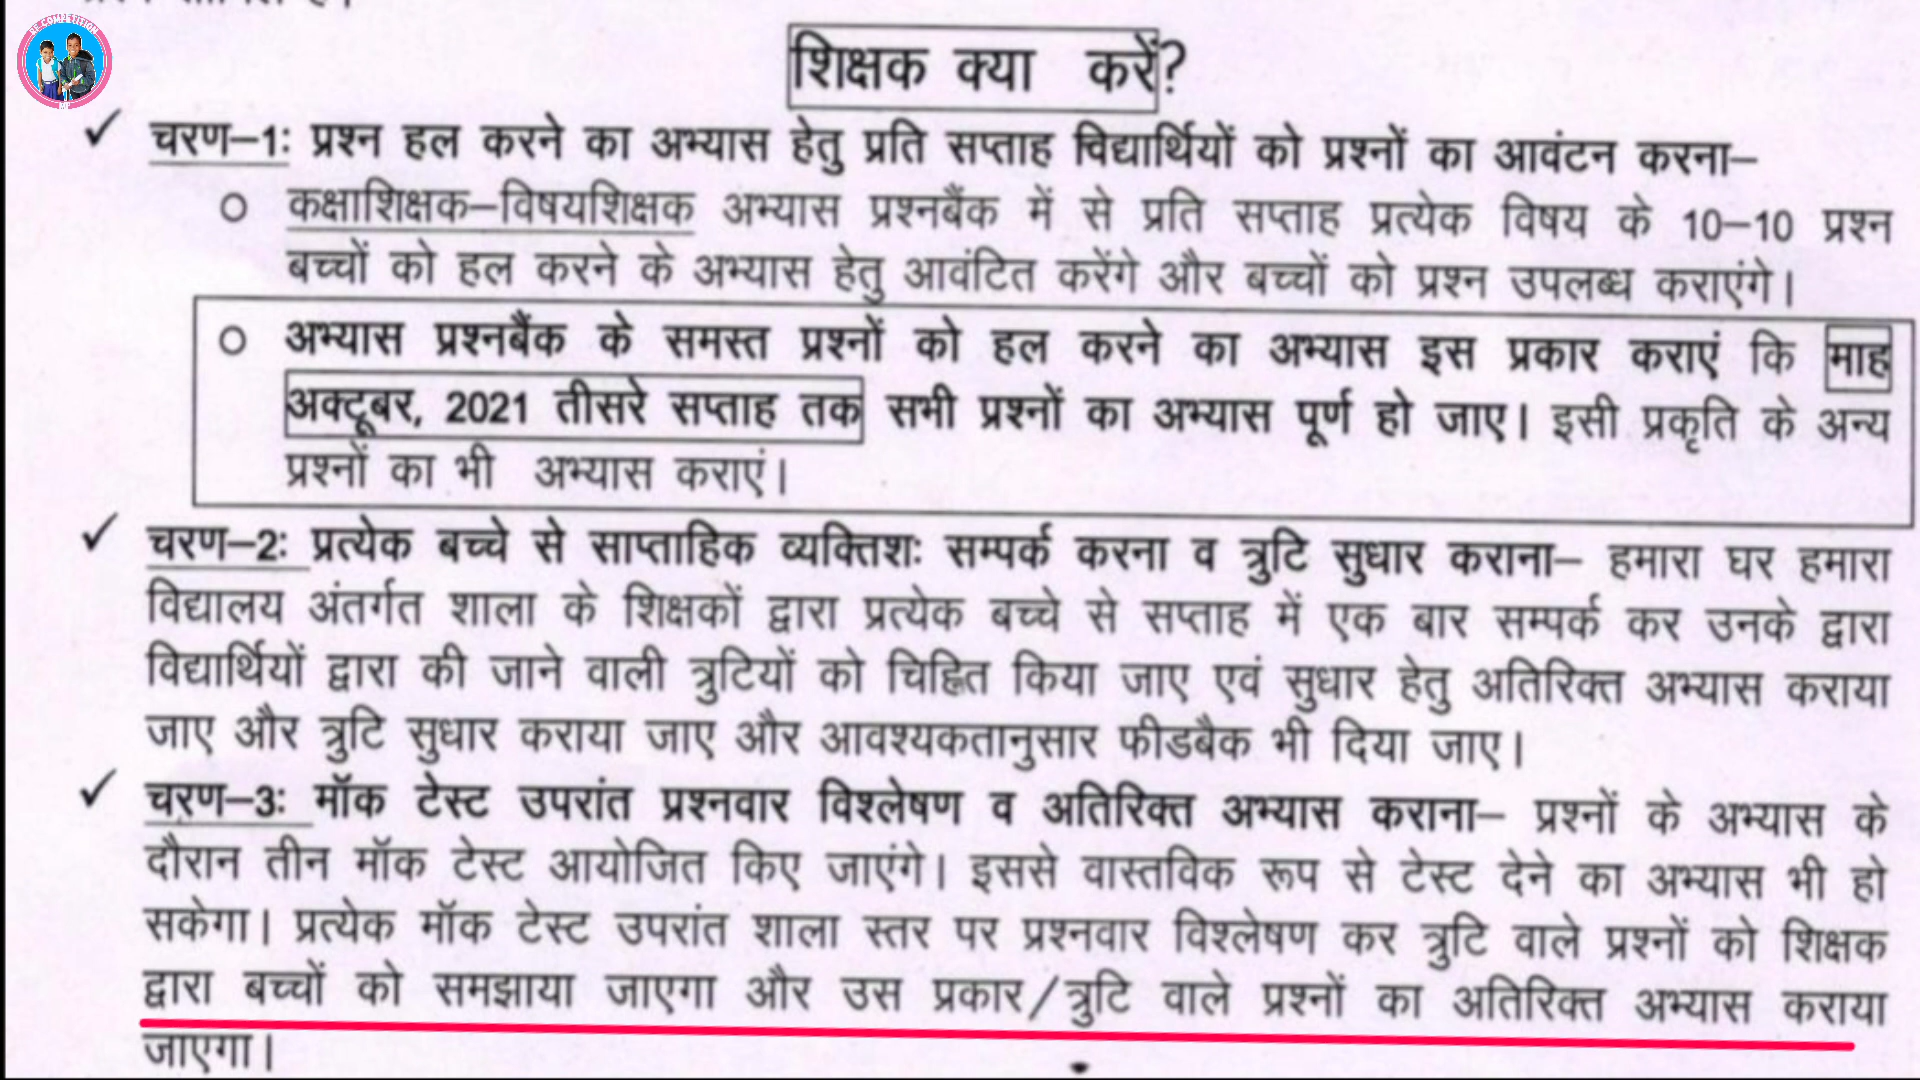 RE COMPETITION
शिक्षक क्या करें?
✓ चरण–1: प्रश्न हल करने का अभ्यास हेतु प्रति सप्ताह विद्यार्थियों को प्रश्नों का आवंटन करना–
○ कक्षाशिक्षक–विषयशिक्षक अभ्यास प्रश्नबैंक में से प्रति सप्ताह प्रत्येक विषय के 10–10 प्रश्न
बच्चों को हल करने के अभ्यास हेतु आवंटित करेंगे और बच्चों को प्रश्न उपलब्ध कराएंगे।
○ अभ्यास प्रश्नबैंक के समस्त प्रश्नों को हल करने का अभ्यास इस प्रकार कराएं कि माह
अक्टूबर, 2021 तीसरे सप्ताह तक सभी प्रश्नों का अभ्यास पूर्ण हो जाए। इसी प्रकृति के अन्य
प्रश्नों का भी अभ्यास कराएं।
✓ चरण–2: प्रत्येक बच्चे से साप्ताहिक व्यक्तिशः सम्पर्क करना व त्रुटि सुधार कराना– हमारा घर हमारा
विद्यालय अंतर्गत शाला के शिक्षकों द्वारा प्रत्येक बच्चे से सप्ताह में एक बार सम्पर्क कर उनके द्वारा
विद्यार्थियों द्वारा की जाने वाली त्रुटियों को चिह्नित किया जाए एवं सुधार हेतु अतिरिक्त अभ्यास कराया
जाए और त्रुटि सुधार कराया जाए और आवश्यकतानुसार फीडबैक भी दिया जाए।
✓ चरण–3: मॉक टेस्ट उपरांत प्रश्नवार विश्लेषण व अतिरिक्त अभ्यास कराना– प्रश्नों के अभ्यास के
दौरान तीन मॉक टेस्ट आयोजित किए जाएंगे। इससे वास्तविक रूप से टेस्ट देने का अभ्यास भी हो
सकेगा। प्रत्येक मॉक टेस्ट उपरांत शाला स्तर पर प्रश्नवार विश्लेषण कर त्रुटि वाले प्रश्नों को शिक्षक
द्वारा बच्चों को समझाया जाएगा और उस प्रकार/त्रुटि वाले प्रश्नों का अतिरिक्त अभ्यास कराया
जाएगा।